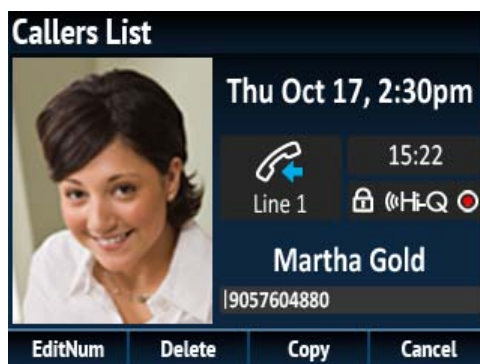 Callers List
Thu Oct 17, 2:30pm
15:22
Line 1
Hi-Q
Martha Gold
9057604880
EditNum Delete Copy Cancel